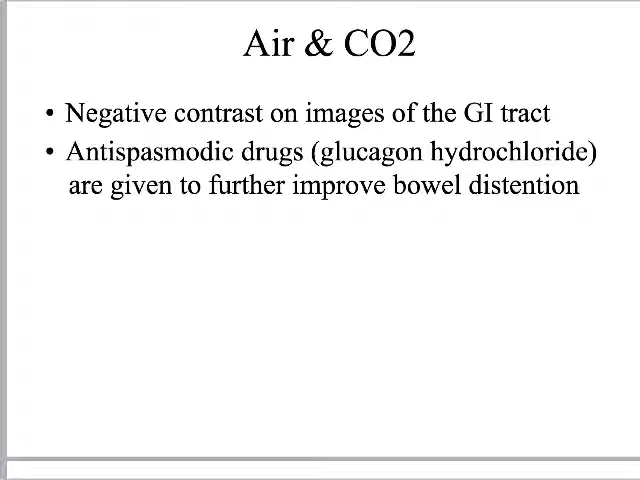 Air & CO2
• Negative contrast on images of the GI tract
• Antispasmodic drugs (glucagon hydrochloride)
are given to further improve bowel distention